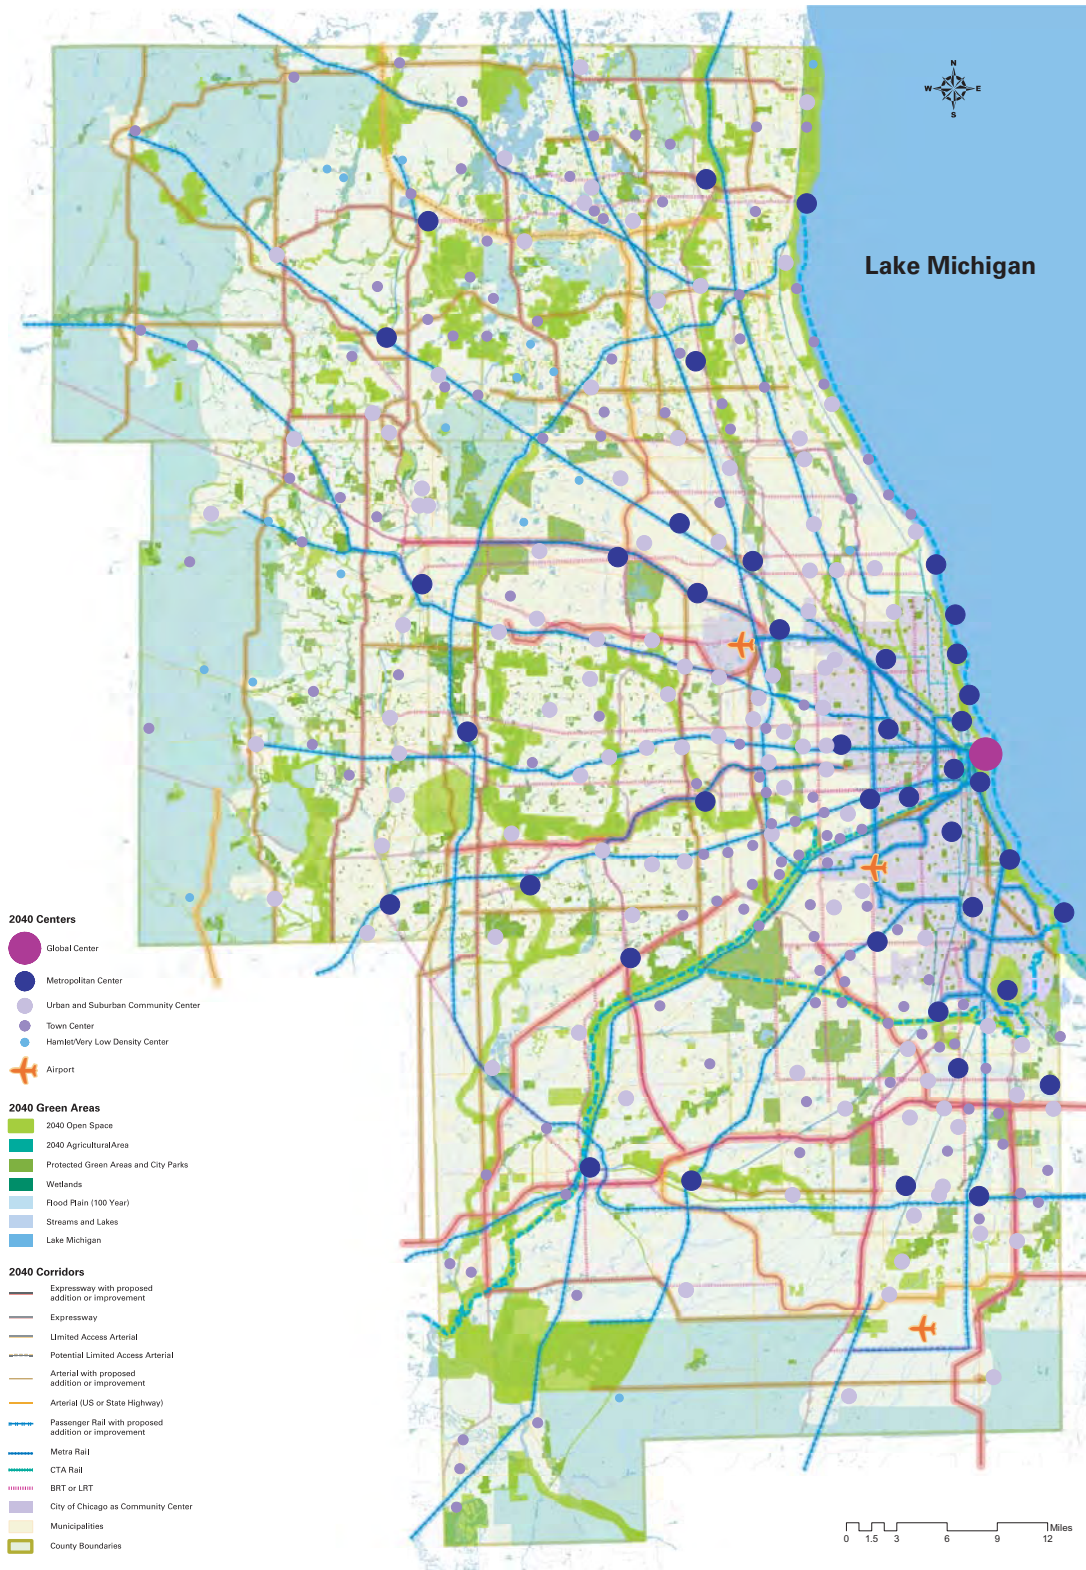 N
W E
S
Lake Michigan
2040 Centers
Global Center
Metropolitan Center
Urban and Suburban Community Center
Town Center
Hamlet/Very Low Density Center
Airport
2040 Green Areas
2040 Open Space
2040 AgriculturalArea
Protected Green Areas and City Parks
Wetlands
Flood Plain (100 Year)
Streams and Lakes
Lake Michigan
2040 Corridors
Expressway with proposed
addition or improvement
Expressway
Limited Access Arterial
Potential Limited Access Arterial
Arterial with proposed
addition or improvement
Arterial (US or State Highway)
Passenger Rail with proposed
addition or improvement
Metra Rail
CTA Rail
BRT or LRT
City of Chicago as Community Center
Municipalities
County Boundaries
Miles
0 1.5 3 6 9 12